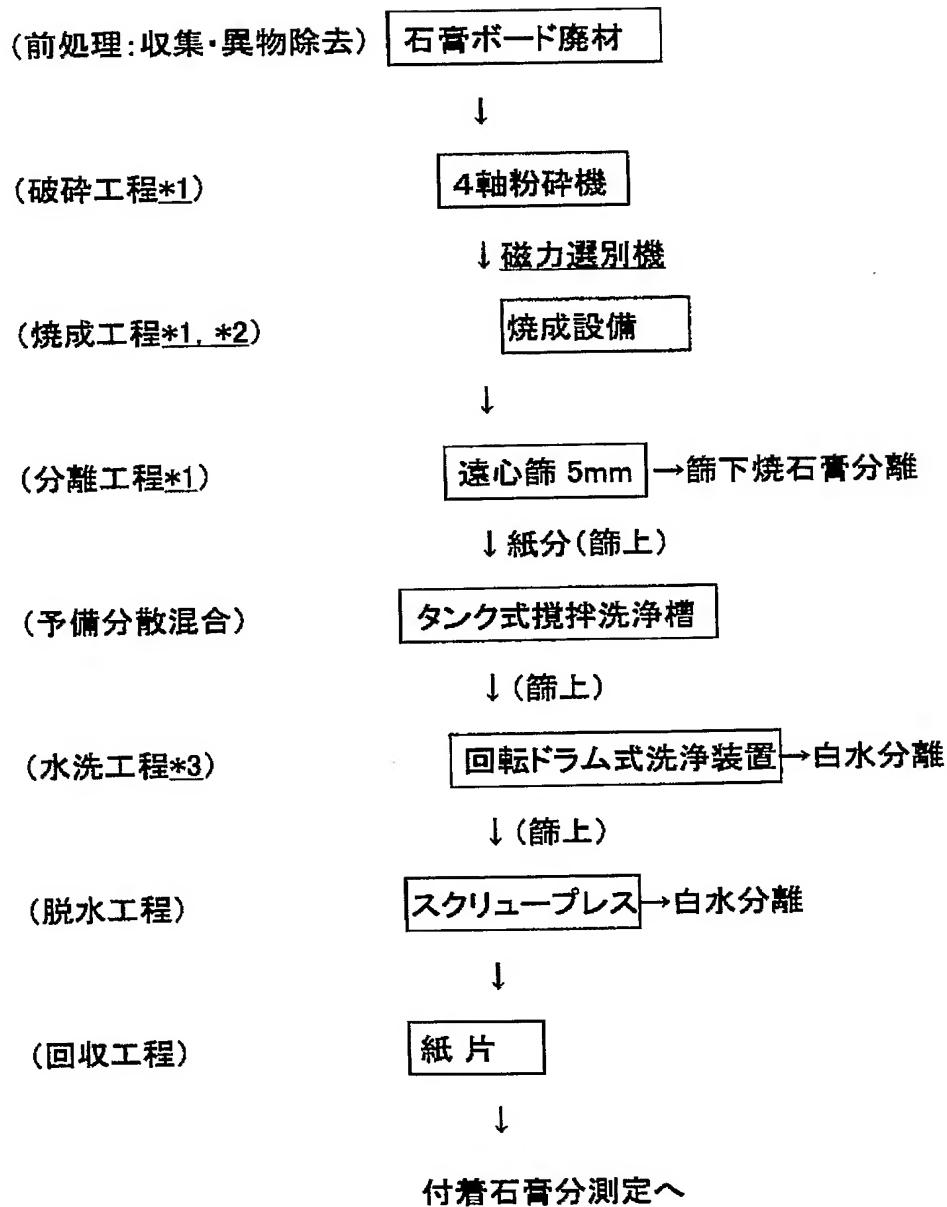 (前処理:収集・異物除去) 石膏ボード廃材
↓
(破砕工程*1) 4軸粉砕機
↓磁力選別機
(焼成工程*1, *2) 焼成設備
↓
(分離工程*1) 遠心篩 5mm →篩下焼石膏分離
↓紙分(篩上)
(予備分散混合) タンク式撹拌洗浄槽
↓(篩上)
(水洗工程*3) 回転ドラム式洗浄装置→白水分離
↓(篩上)
(脱水工程) スクリュープレス→白水分離
↓
(回収工程) 紙 片
↓
付着石膏分測定へ